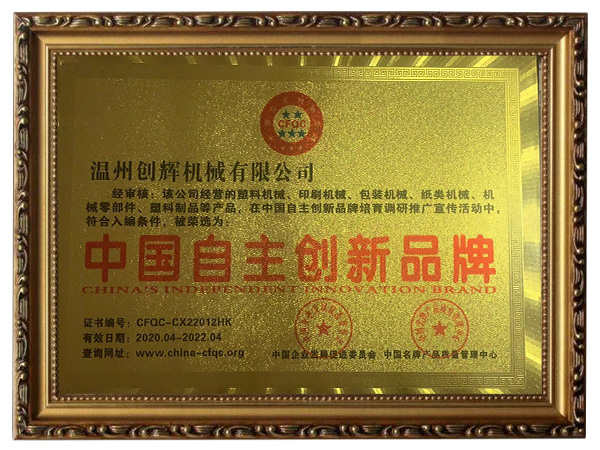 CFQC
温州创辉机械有限公司
经审核：该公司经营的塑料机械、印刷机械、包装机械、纸类机械、机
械零部件、塑料制品等产品，在中国自主创新品牌培育调研推广宣传活动中，
符合入编条件，被荣选为：
中国自主创新品牌
CHINA'S INDEPENDENT INNOVATION BRAND
证书编号：CFQC-CX22012HK
有效日期：2020.04-2022.04
查询网址：www.china-cfqc.org
中国企业发展促进委员会 中国名牌产品质量管理中心